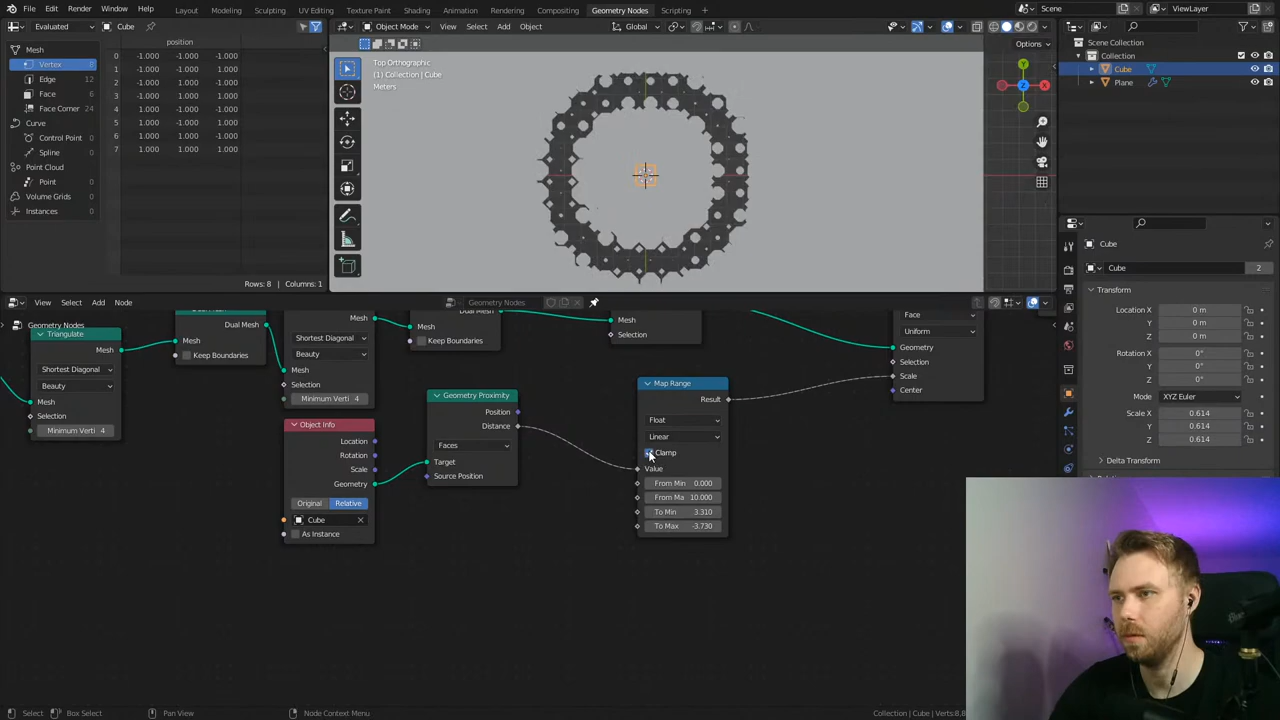 File Edit Render Window Help Layout Modeling Sculpting UV Editing Texture Paint Shading Animation Rendering Compositing Geometry Nodes Scripting Scene ViewLayer
Evaluated Cube
Object Mode View Select Add Object Global
Options
position
Mesh
Vertex 8
Edge 12
Face 6
Face Corner 24
Curve
Control Point
Spline
Point Cloud
Point
Volume Grids
Instances
0 -1.000 -1.000 -1.000
1 -1.000 -1.000 1.000
2 -1.000 1.000 -1.000
3 -1.000 1.000 1.000
4 1.000 -1.000 -1.000
5 1.000 -1.000 1.000
6 1.000 1.000 -1.000
7 1.000 1.000 1.000
Rows: 8 | Columns: 1
Top Orthographic
(1) Collection | Cube
Meters
Y
X
Z
Scene Collection
Collection
Cube
Plane
Cube
Cube 2
Transform
Location X 0 m
Y 0 m
Z 0 m
Rotation X 0°
Y 0°
Z 0°
Mode XYZ Euler
Scale X 0.614
Y 0.614
Z 0.614
Delta Transform
View Select Add Node
Geometry Nodes
Geometry Nodes
Triangulate
Mesh
Shortest Diagonal
Beauty
Mesh
Selection
Minimum Verti 4
Dual Mesh
Mesh
Keep Boundaries
Mesh
Shortest Diagonal
Beauty
Mesh
Selection
Minimum Verti 4
Mesh
Keep Boundaries
Mesh
Selection
Face
Uniform
Geometry
Selection
Scale
Center
Object Info
Location
Rotation
Scale
Geometry
Original Relative
Cube
As Instance
Geometry Proximity
Position
Distance
Faces
Target
Source Position
Map Range
Result
Float
Linear
Clamp
Value
From Min 0.000
From Ma 10.000
To Min 3.310
To Max -3.730
Select Box Select Pan View Node Context Menu Collection | Cube | Verts:8